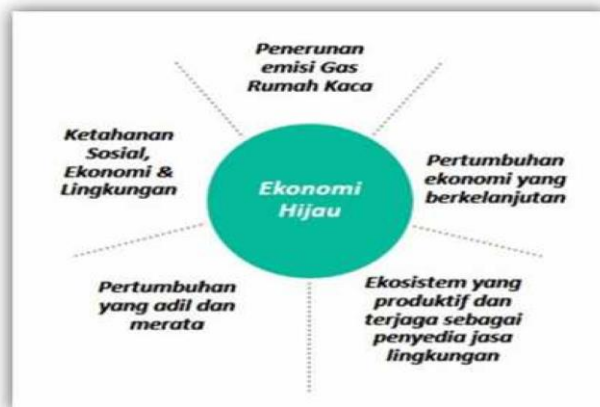 Penerunan
emisi Gas
Rumah Kaca
Ketahanan
Sosial,
Ekonomi &
Lingkungan
Ekonomi
Hijau
Pertumbuhan
ekonomi yang
berkelanjutan
Pertumbuhan
yang adil dan
merata
Ekosistem yang
produktif dan
terjaga sebagai
penyedia jasa
lingkungan